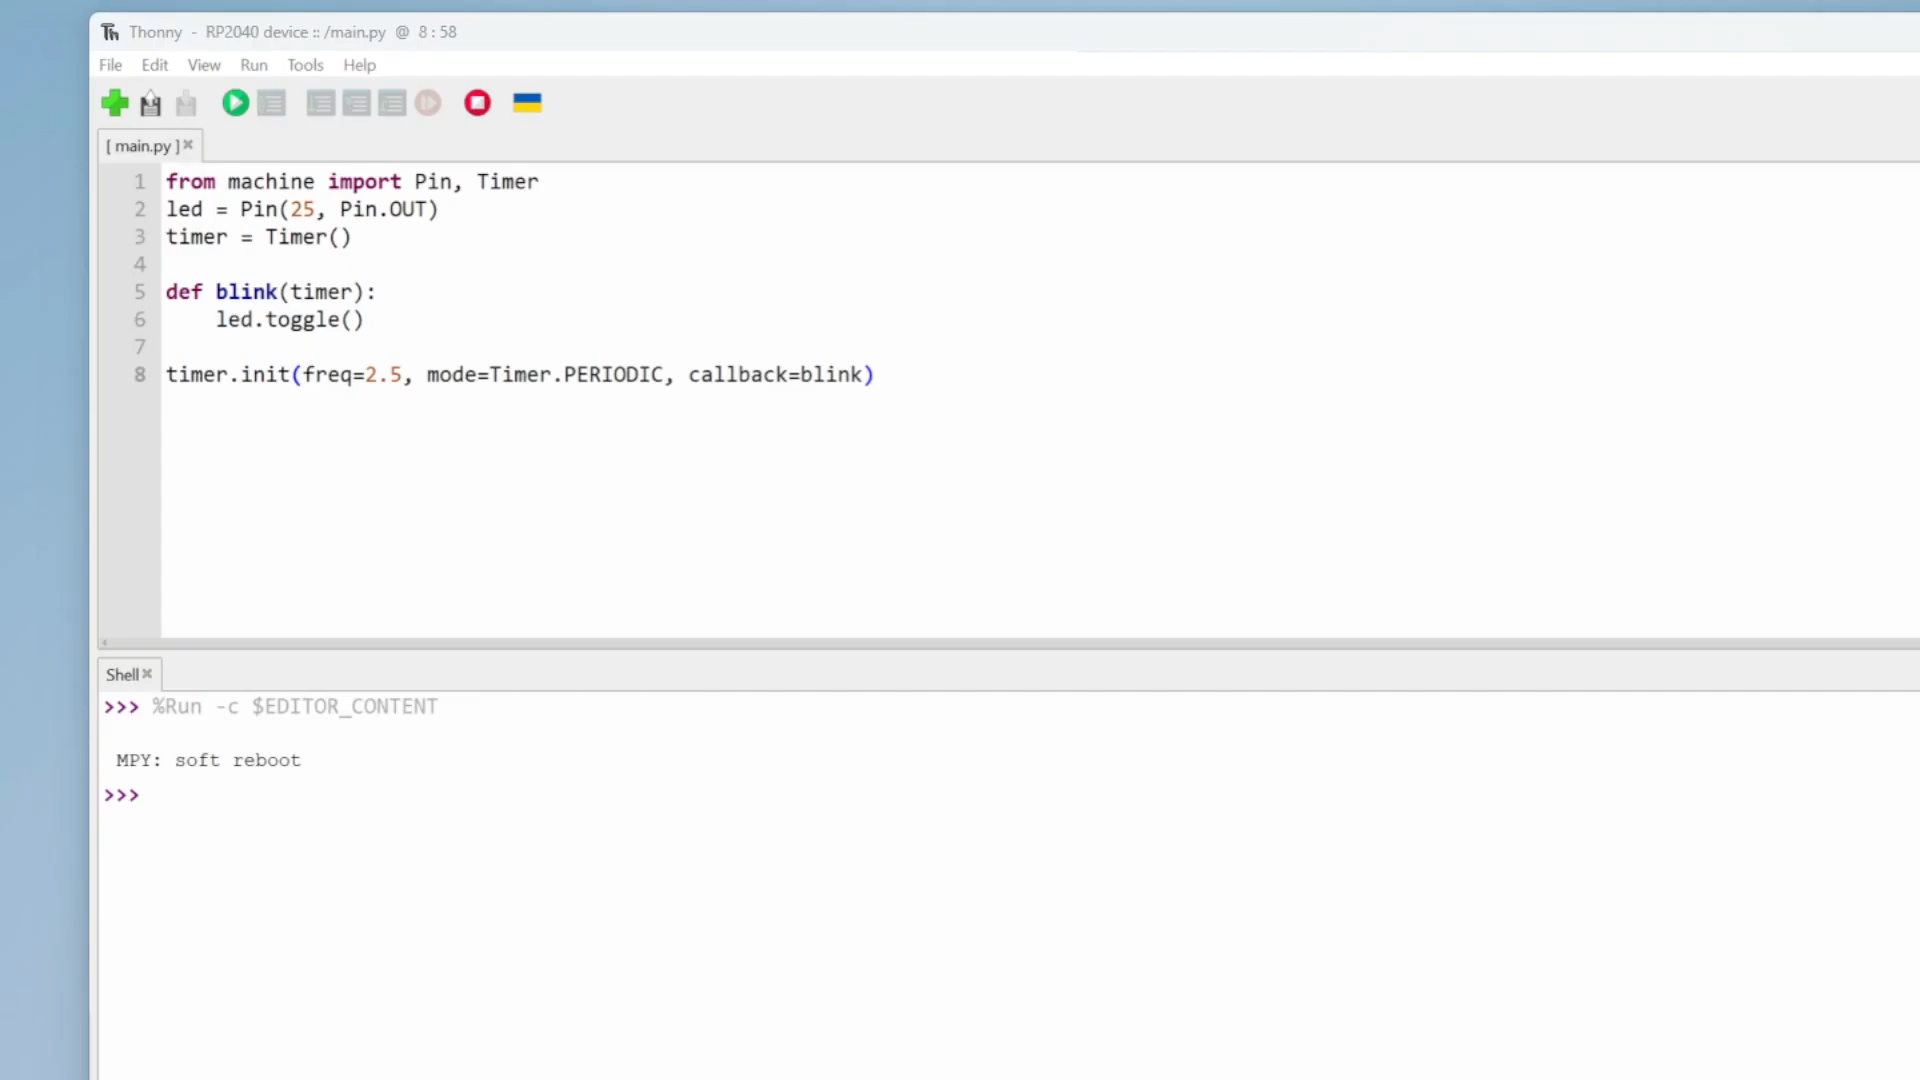 Thonny - RP2040 device :: /main.py @ 8 : 58
File Edit View Run Tools Help
[ main.py ]
1 from machine import Pin, Timer
2 led = Pin(25, Pin.OUT)
3 timer = Timer()
4
5 def blink(timer):
6     led.toggle()
7
8 timer.init(freq=2.5, mode=Timer.PERIODIC, callback=blink)
Shell
>>> %Run -c $EDITOR_CONTENT
MPY: soft reboot
>>>